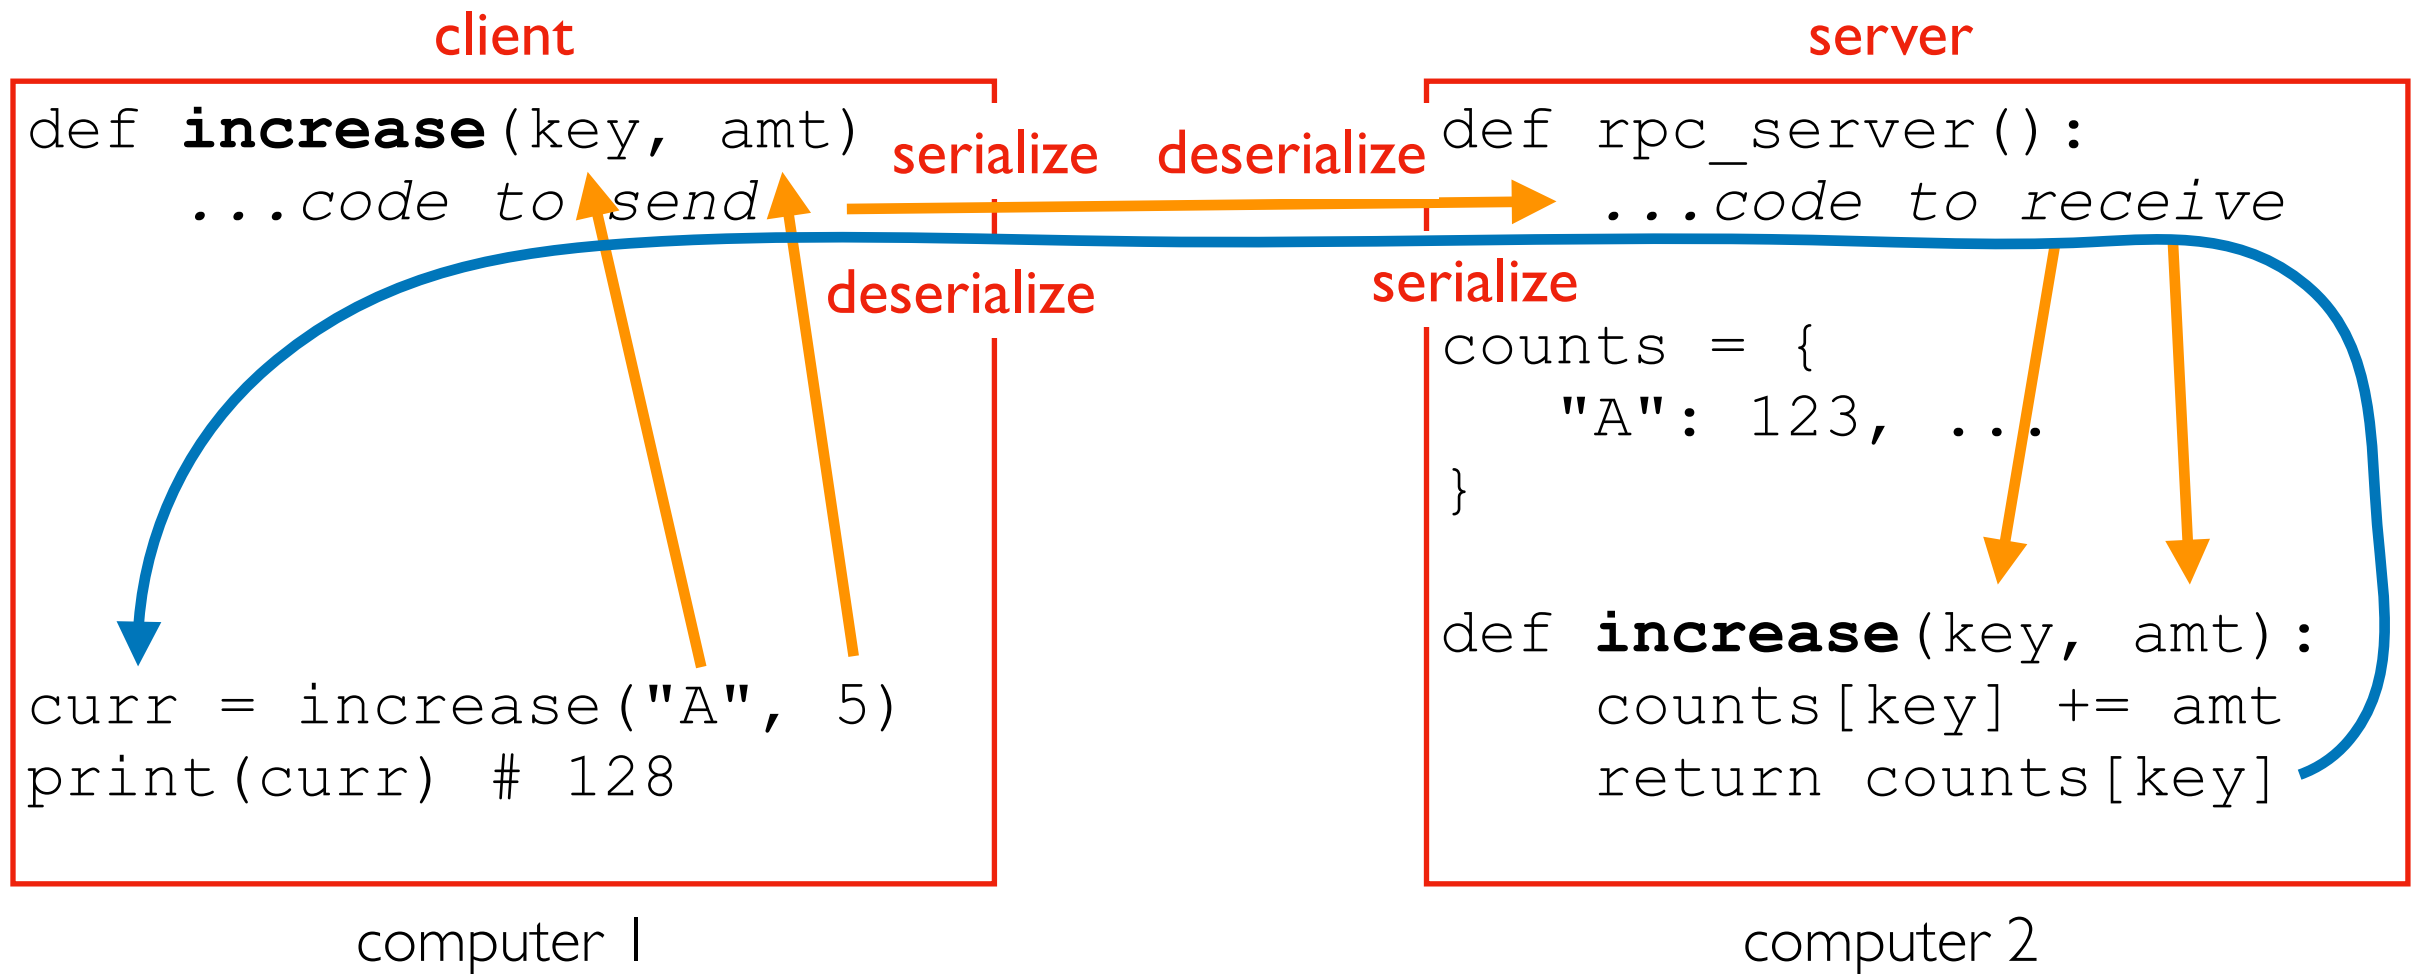 client
def increase(key, amt)
...code to send
curr = increase("A", 5)
print(curr) # 128
computer 1
serialize deserialize
deserialize serialize
server
def rpc_server():
...code to receive
counts = {
"A": 123, ...
}
def increase(key, amt):
counts[key] += amt
return counts[key]
computer 2